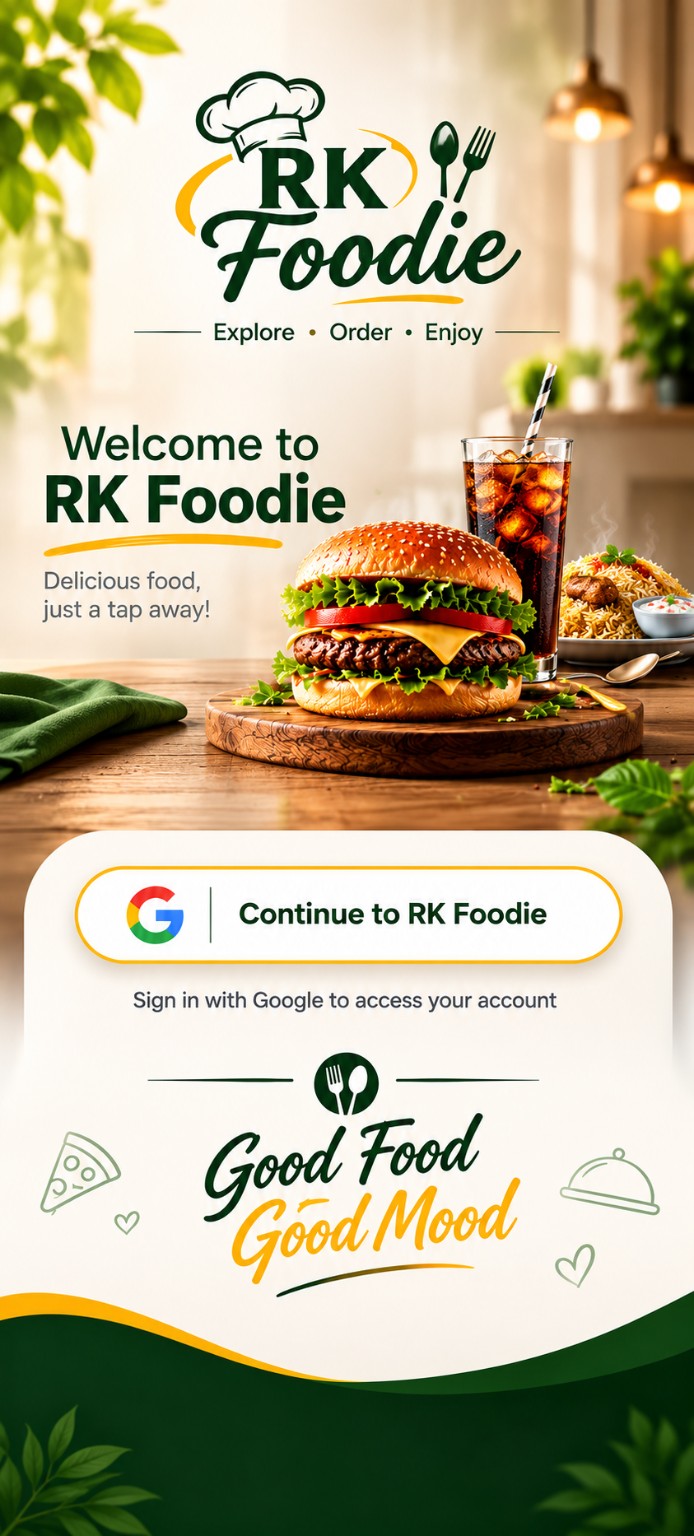 RK
Foodie
Explore • Order • Enjoy
Welcome to
RK Foodie
Delicious food,
just a tap away!
G
Continue to RK Foodie
Sign in with Google to access your account
Good Food
Good Mood